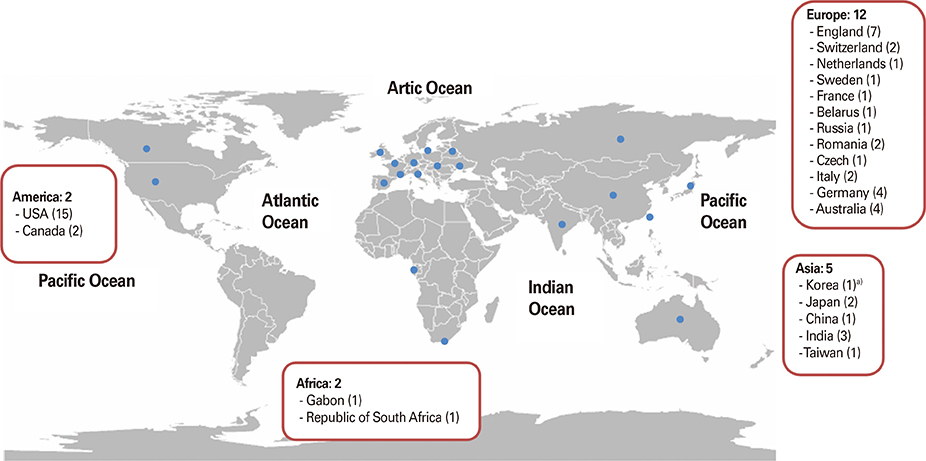 Artic Ocean
Atlantic
Ocean
Pacific Ocean
Indian
Ocean
Pacific
Ocean
America: 2
- USA (15)
- Canada (2)
Africa: 2
- Gabon (1)
- Republic of South Africa (1)
Europe: 12
- England (7)
- Switzerland (2)
- Netherlands (1)
- Sweden (1)
- France (1)
- Belarus (1)
- Russia (1)
- Romania (2)
- Czech (1)
- Italy (2)
- Germany (4)
- Australia (4)
Asia: 5
- Korea (1)a)
- Japan (2)
- China (1)
- India (3)
-Taiwan (1)